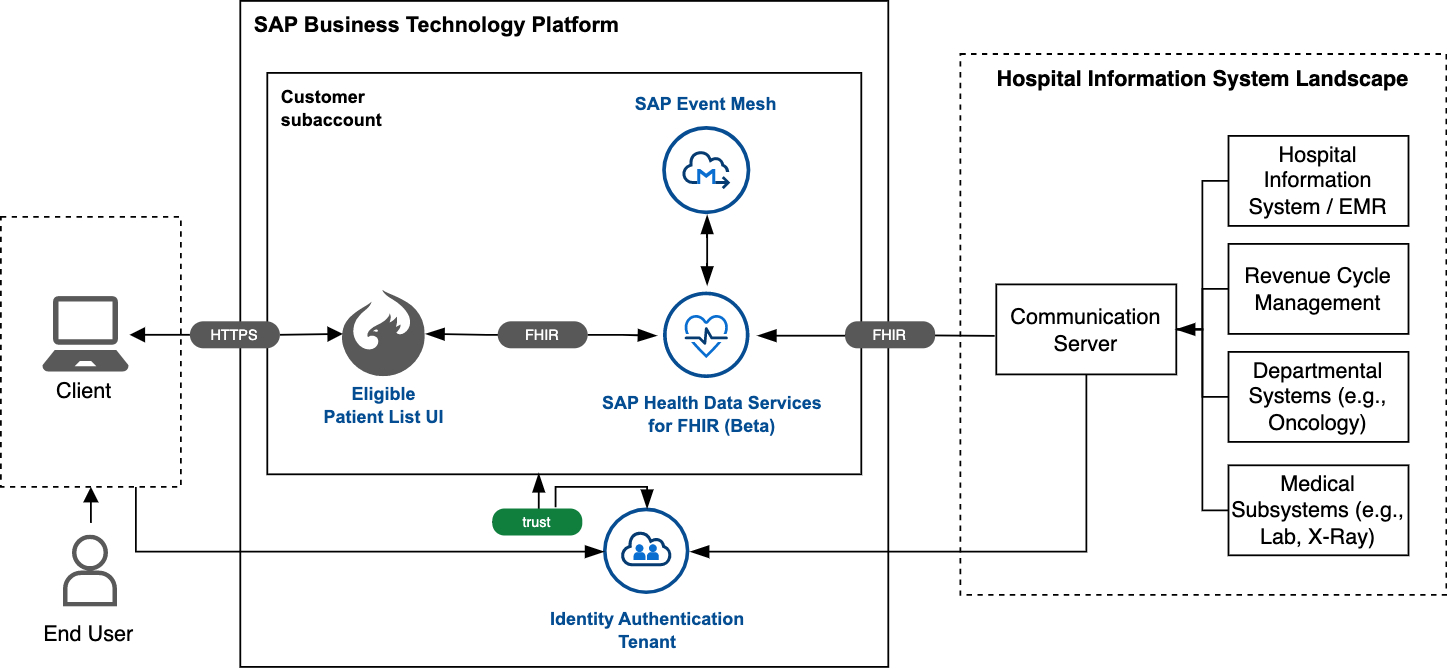 SAP Business Technology Platform
Customer
subaccount
SAP Event Mesh
HTTPS
FHIR
FHIR
Client
Eligible
Patient List UI
SAP Health Data Services
for FHIR (Beta)
trust
Identity Authentication
Tenant
End User
Hospital Information System Landscape
Communication
Server
Hospital
Information
System / EMR
Revenue Cycle
Management
Departmental
Systems (e.g.,
Oncology)
Medical
Subsystems (e.g.,
Lab, X-Ray)